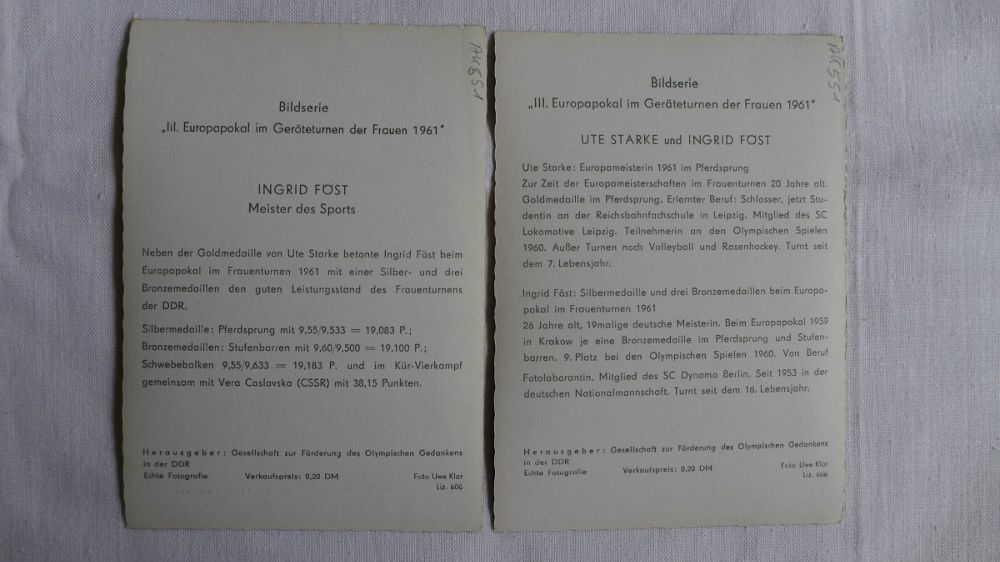 AK551
Bildserie
„III. Europapokal im Geräteturnen der Frauen 1961"
INGRID FÖST
Meister des Sports
Neben der Goldmedaille von Ute Starke betonte Ingrid Föst beim
Europapokal im Frauenturnen 1961 mit einer Silber- und drei
Bronzemedaillen den guten Leistungsstand des Frauenturnens
der DDR.
Silbermedaille: Pferdsprung mit 9,55/9,533 = 19,083 P.;
Bronzemedaillen: Stufenbarren mit 9,60/9,500 = 19,100 P.;
Schwebebalken 9,55/9,633 = 19,183 P. und im Kür-Vierkampf
gemeinsam mit Vera Caslavska (CSSR) mit 38,15 Punkten.
Herausgeber: Gesellschaft zur Förderung des Olympischen Gedankens
in der DDR
Echte Fotografie Verkaufspreis: 0,20 DM Foto Uwe Klar
Liz. 606
AK551
Bildserie
„III. Europapokal im Geräteturnen der Frauen 1961"
UTE STARKE und INGRID FÖST
Ute Starke: Europameisterin 1961 im Pferdsprung
Zur Zeit der Europameisterschaften im Frauenturnen 20 Jahre alt.
Goldmedaille im Pferdsprung. Erlernter Beruf: Schlosser, jetzt Stu-
dentin an der Reichsbahnfachschule in Leipzig. Mitglied des SC
Lokomotive Leipzig. Teilnehmerin an den Olympischen Spielen
1960. Außer Turnen noch Volleyball und Rasenhockey. Turnt seit
dem 7. Lebensjahr.
Ingrid Föst: Silbermedaille und drei Bronzemedaillen beim Europa-
pokal im Frauenturnen 1961
26 Jahre alt, 19malige deutsche Meisterin. Beim Europapokal 1959
in Krakow je eine Bronzemedaille im Pferdsprung und Stufen-
barren. 9. Platz bei den Olympischen Spielen 1960. Von Beruf
Fotolaborantin. Mitglied des SC Dynamo Berlin. Seit 1953 in der
deutschen Nationalmannschaft. Turnt seit dem 16. Lebensjahr.
Herausgeber: Gesellschaft zur Förderung des Olympischen Gedankens
in der DDR
Echte Fotografie Verkaufspreis: 0,20 DM Foto Uwe Klar
Liz. 606